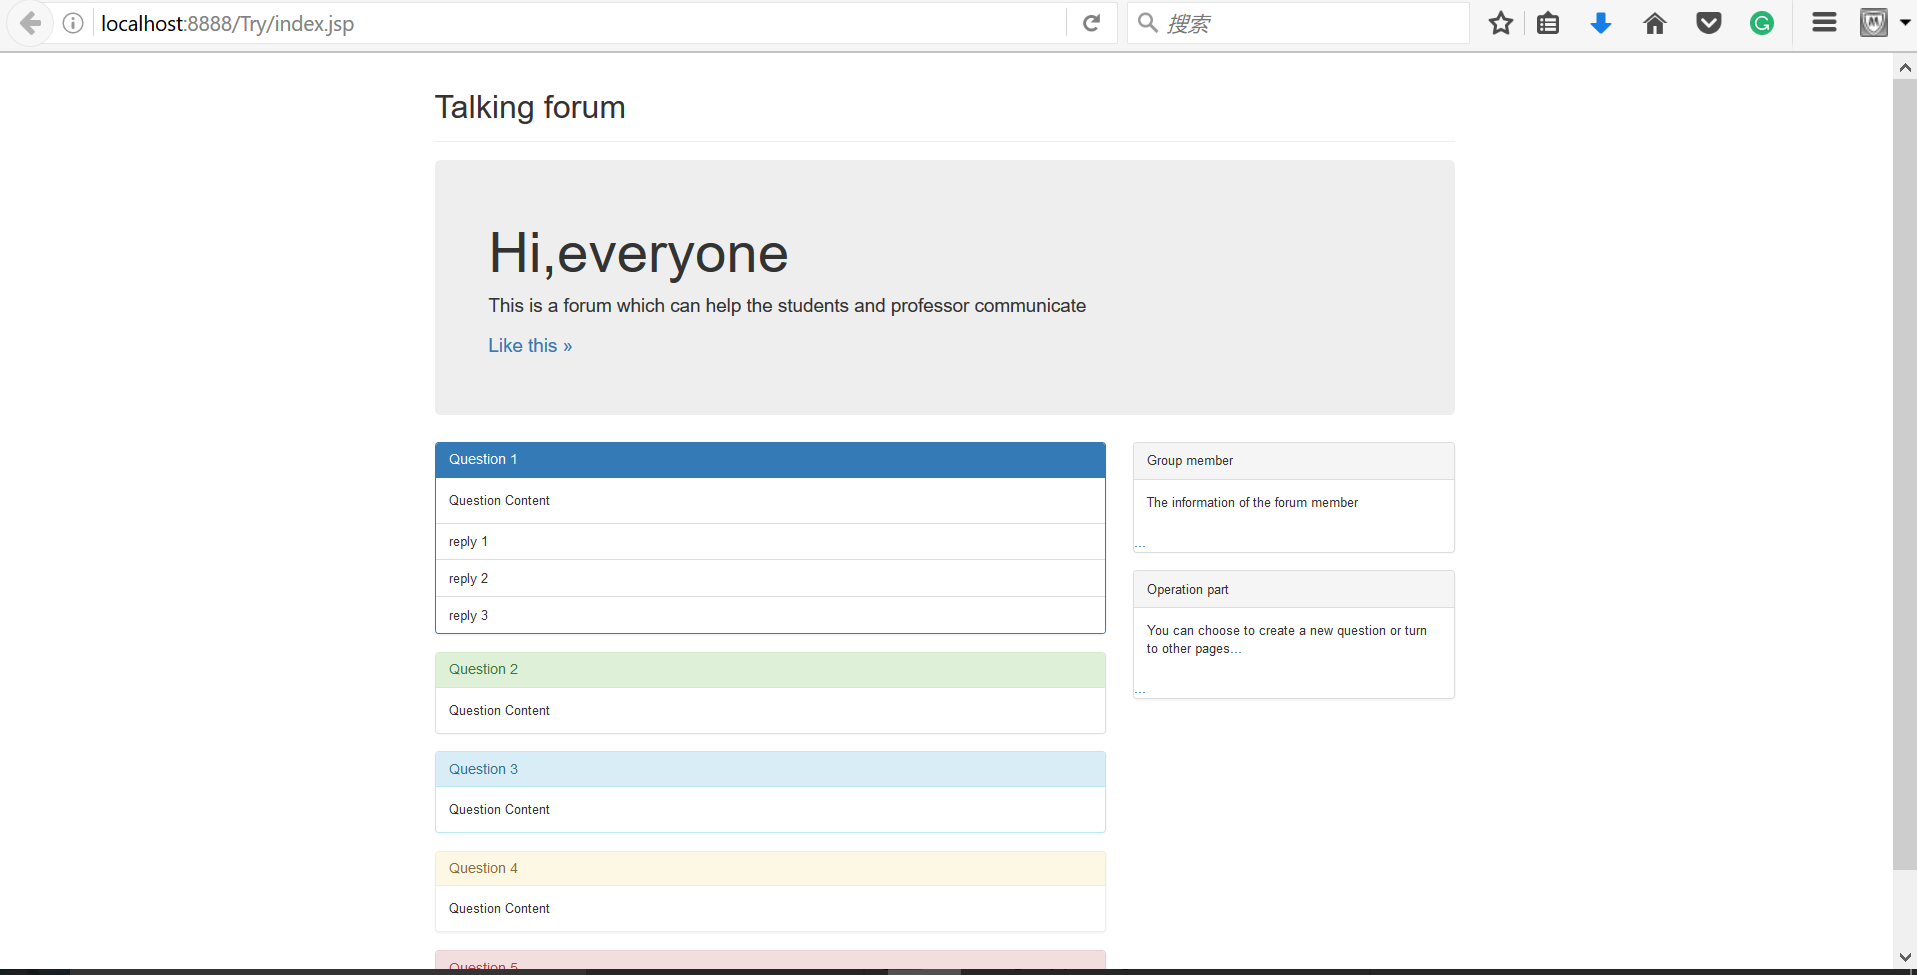 localhost:8888/Try/index.jsp
搜索
Talking forum
Hi,everyone
This is a forum which can help the students and professor communicate
Like this »
Question 1
Question Content
reply 1
reply 2
reply 3
Question 2
Question Content
Question 3
Question Content
Question 4
Question Content
Question 5
Group member
The information of the forum member
...
Operation part
You can choose to create a new question or turn
to other pages...
...